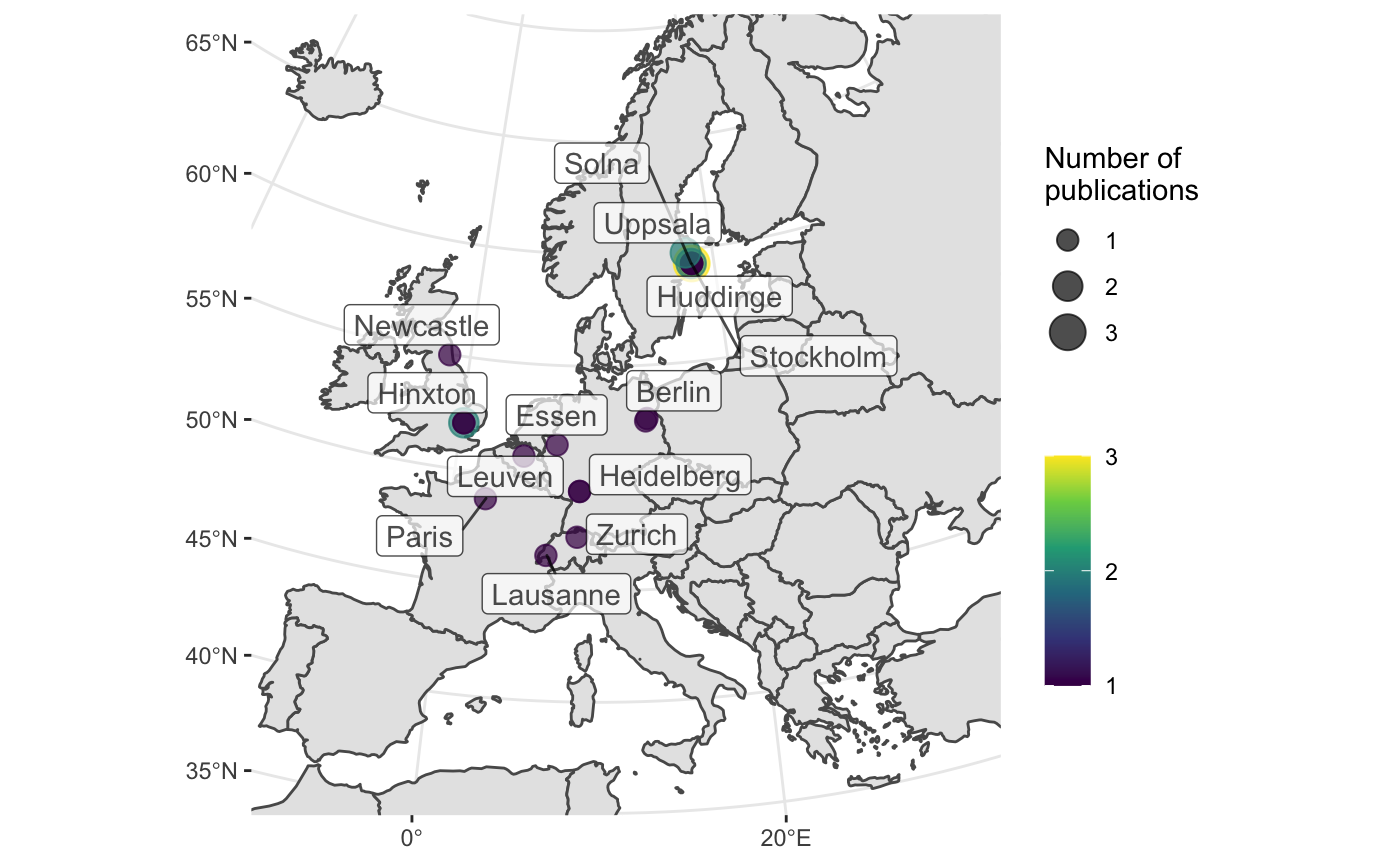 65°N
60°N
55°N
50°N
45°N
40°N
35°N
0°
20°E
Solna
Uppsala
Huddinge
Stockholm
Newcastle
Hinxton
Essen
Berlin
Leuven
Heidelberg
Paris
Zurich
Lausanne
Number of
publications
1
2
3
3
2
1